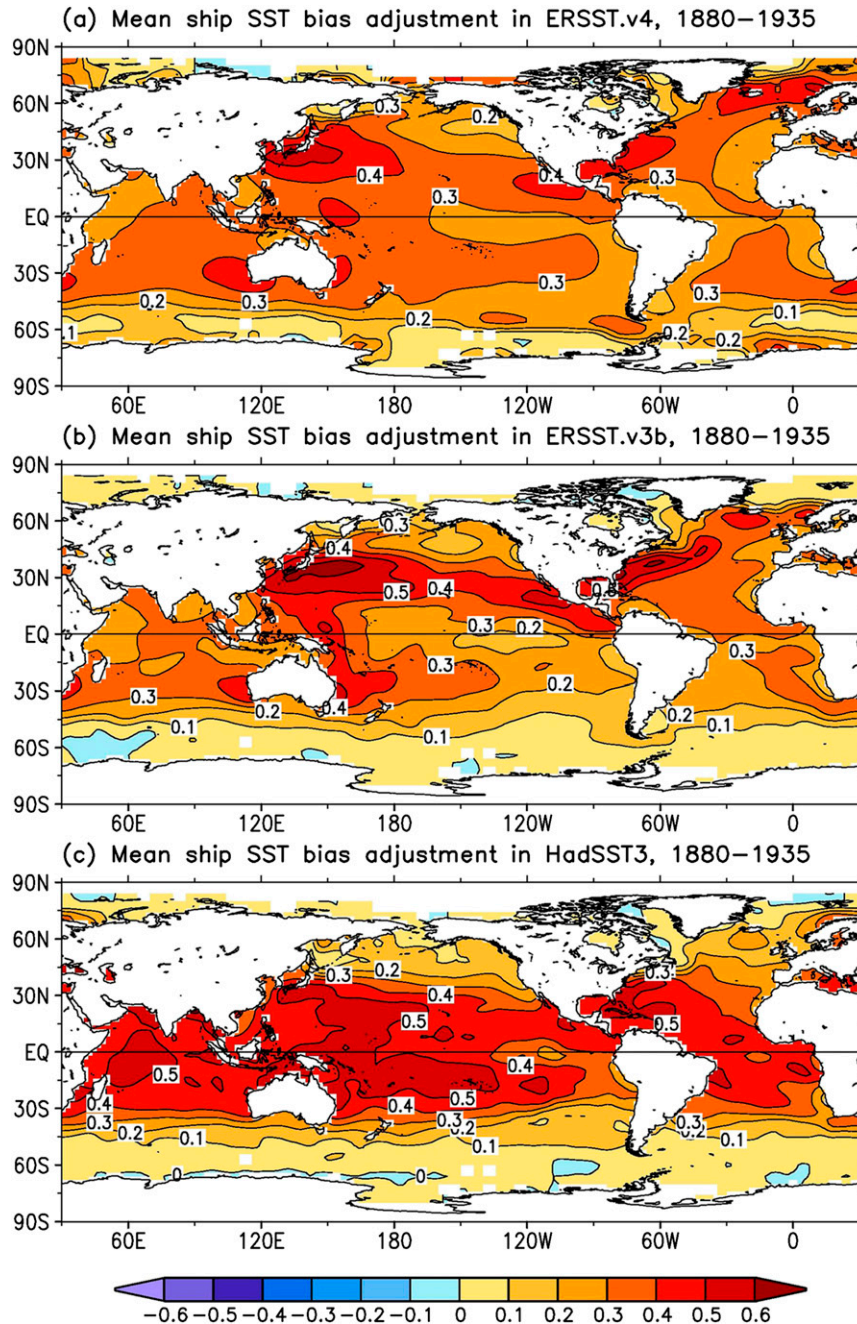 (a) Mean ship SST bias adjustment in ERSST.v4, 1880−1935
90N
60N
30N
EQ
30S
60S
90S
0.3
0.2
0.4
0.4
0.3
0.3
0.3
0.2
0.3
0.3
0.1
0.2
0.2
0.2
.1
60E
120E
180
120W
60W
0
(b) Mean ship SST bias adjustment in ERSST.v3b, 1880−1935
90N
60N
30N
EQ
30S
60S
90S
0.3
0.4
0.5
0.4
0.3
0.2
0.3
0.3
0.3
0.2
0.2
0.4
0.2
0.1
0.1
0.1
60E
120E
180
120W
60W
0
(c) Mean ship SST bias adjustment in HadSST3, 1880−1935
90N
60N
30N
EQ
30S
60S
90S
0.3
0.2
0.3
0.4
0.5
0.5
0.4
0.5
0.5
0.4
0.4
0.3
0.3
0.3
0.2
0.2
0.2
0.1
0.1
0.1
0
0
60E
120E
180
120W
60W
0
−0.6 −0.5 −0.4 −0.3 −0.2 −0.1 0 0.1 0.2 0.3 0.4 0.5 0.6